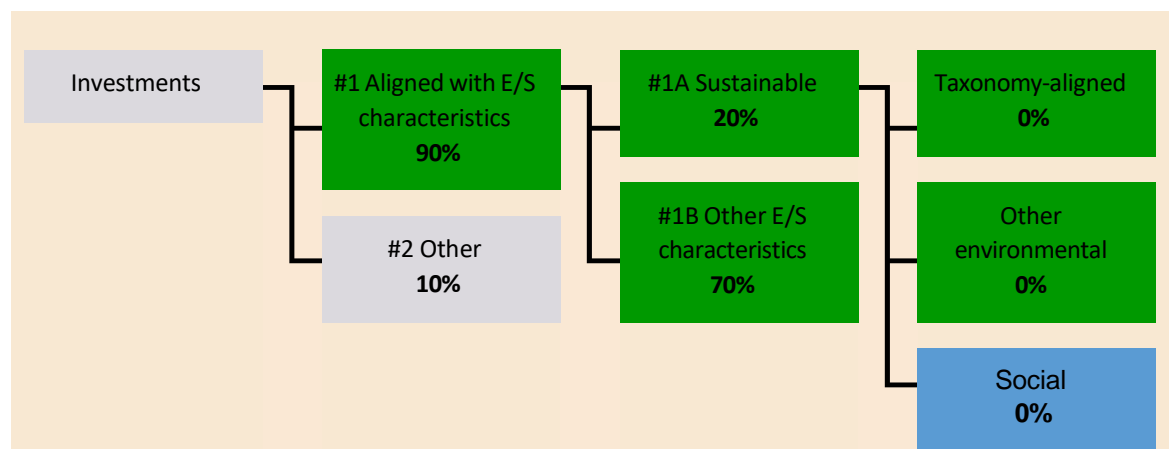 Investments
#1 Aligned with E/S
characteristics
90%
#2 Other
10%
#1A Sustainable
20%
#1B Other E/S
characteristics
70%
Taxonomy-aligned
0%
Other
environmental
0%
Social
0%